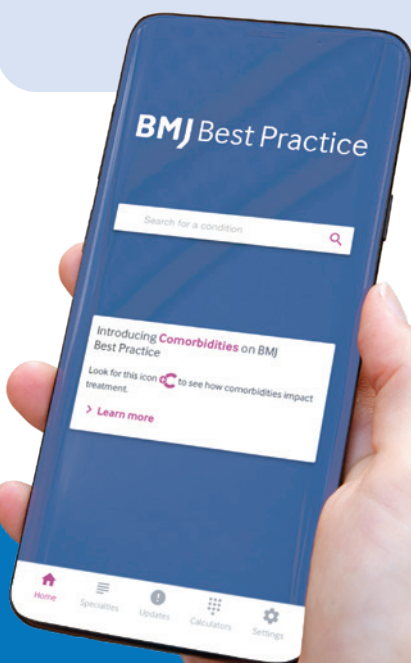 BMJ Best Practice
Search for a condition
Introducing Comorbidities on BMJ
Best Practice
Look for this icon C to see how comorbidities impact
treatment.
> Learn more
Home
Specialties
Updates
Calculators
Settings